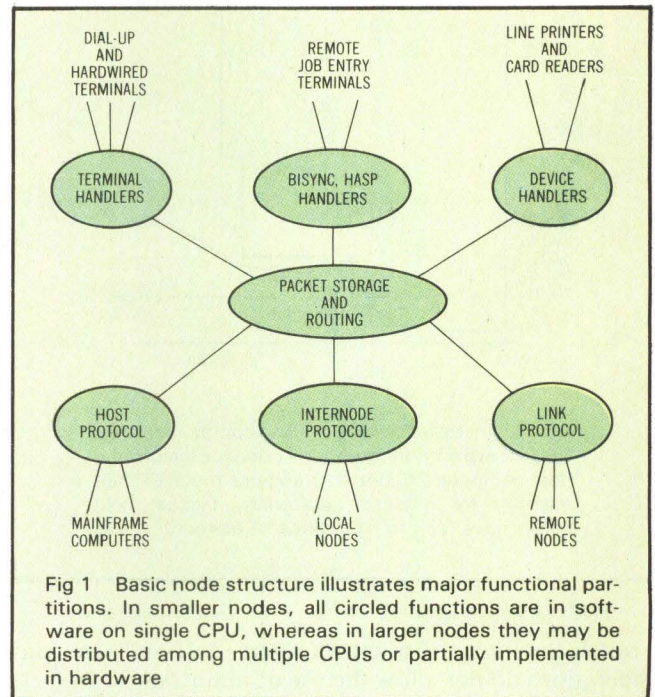 DIAL-UP
AND
HARDWIRED
TERMINALS
REMOTE
JOB ENTRY
TERMINALS
LINE PRINTERS
AND
CARD READERS
TERMINAL
HANDLERS
BISYNC, HASP
HANDLERS
DEVICE
HANDLERS
PACKET STORAGE
AND
ROUTING
HOST
PROTOCOL
INTERNODE
PROTOCOL
LINK
PROTOCOL
MAINFRAME
COMPUTERS
LOCAL
NODES
REMOTE
NODES
Fig 1 Basic node structure illustrates major functional par-
titions. In smaller nodes, all circled functions are in soft-
ware on single CPU, whereas in larger nodes they may be
distributed among multiple CPUs or partially implemented
in hardware